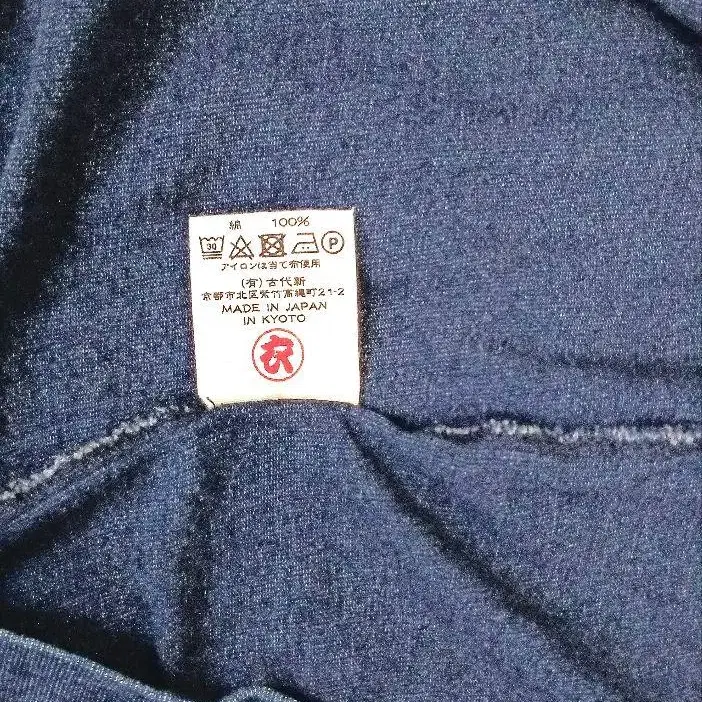 綿 100%
30 P
アイロンは当て布使用
(有)古代新
京都市北区紫竹高縄町21-2
MADE IN JAPAN
IN KYOTO
衣